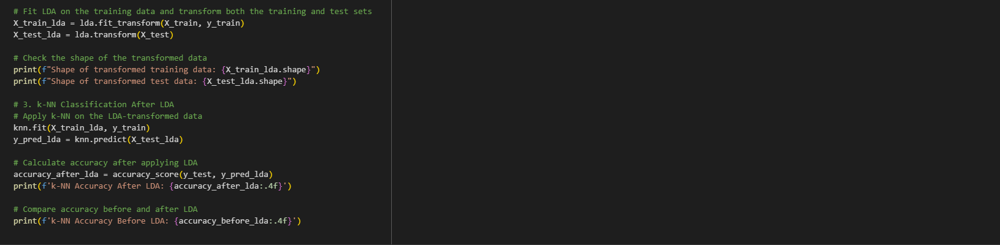 # Fit LDA on the training data and transform both the training and test sets
X_train_lda = lda.fit_transform(X_train, y_train)
X_test_lda = lda.transform(X_test)
# Check the shape of the transformed data
print(f"Shape of transformed training data: {X_train_lda.shape}")
print(f"Shape of transformed test data: {X_test_lda.shape}")
# 3. k-NN Classification After LDA
# Apply k-NN on the LDA-transformed data
knn.fit(X_train_lda, y_train)
y_pred_lda = knn.predict(X_test_lda)
# Calculate accuracy after applying LDA
accuracy_after_lda = accuracy_score(y_test, y_pred_lda)
print(f'k-NN Accuracy After LDA: {accuracy_after_lda:.4f}')
# Compare accuracy before and after LDA
print(f'k-NN Accuracy Before LDA: {accuracy_before_lda:.4f}')